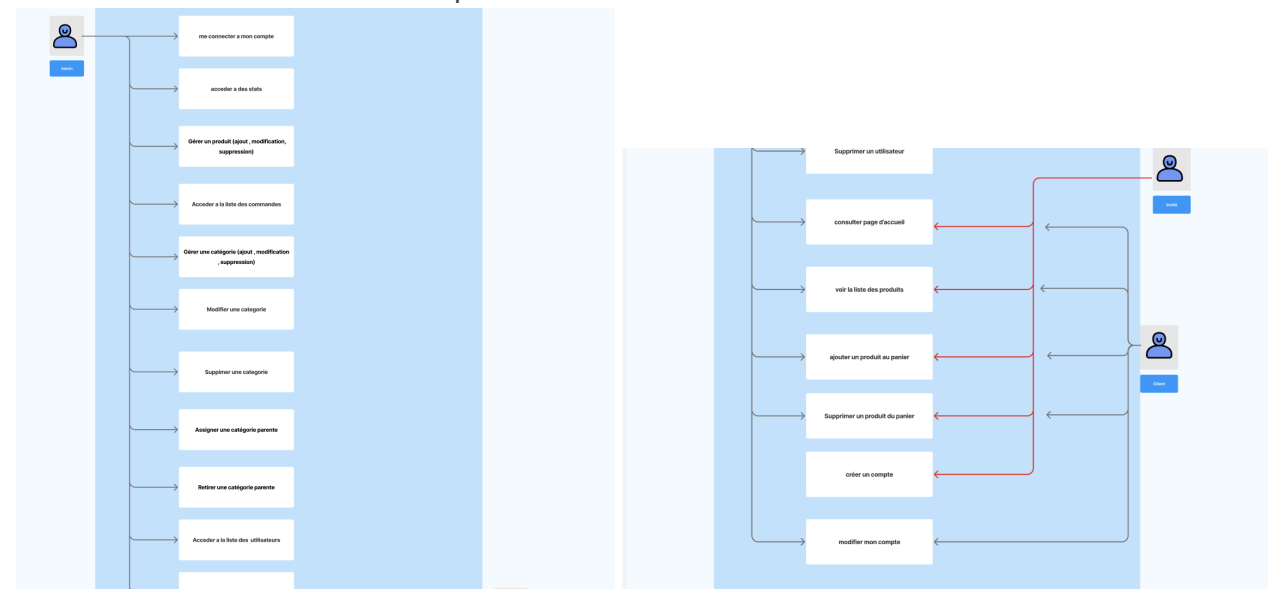 me connecter a mon compte
Admin
acceder a des stats
Gérer un produit (ajout , modification,
suppression)
Acceder a la liste des commandes
Gérer une catégorie (ajout , modification
, suppression)
Modifier une categorie
Suppimer une categorie
Assigner une catégorie parente
Retirer une catégorie parente
Acceder a la liste des utilisateurs
Supprimer un utilisateur
Invité
consulter page d'accueil
voir la liste des produits
ajouter un produit au panier
Client
Supprimer un produit du panier
créer un compte
modifier mon compte